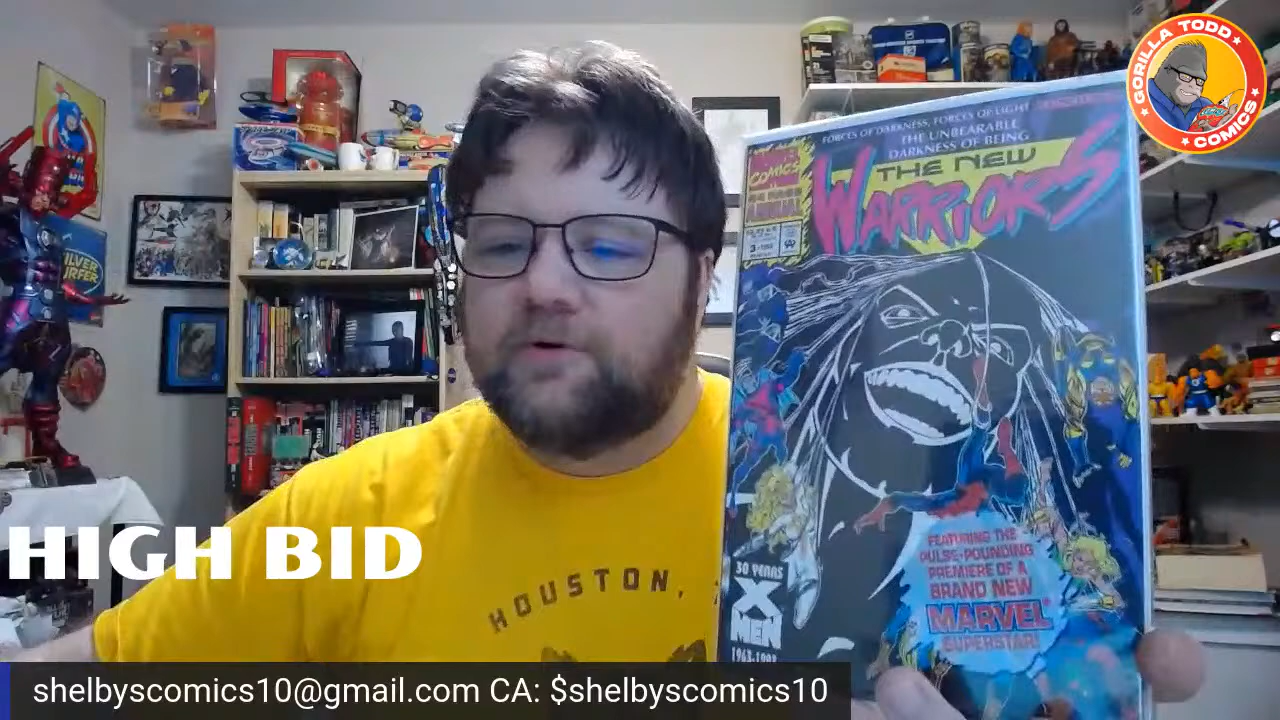 GORILLA TODD
COMICS
FORCES OF DARKNESS, FORCES OF LIGHT
THE UNBEARABLE
DARKNESS OF BEING
COMICS
ANNUAL
THE NEW
WARRIORS
SILVER
SURFER
FEATURING THE
PULSE-POUNDING
PREMIERE OF A
BRAND NEW
MARVEL
SUPERSTAR!
30 YEARS
X
MEN
1963-1993
HOUSTON,
HIGH BID
shelbyscomics10@gmail.com CA: $shelbyscomics10